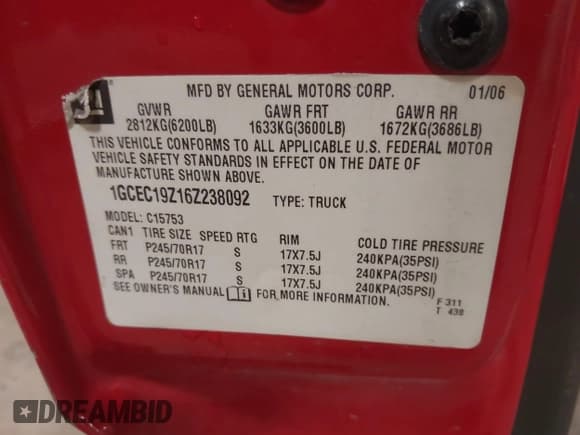 MFD BY GENERAL MOTORS CORP. 01/06
GVWR GAWR FRT GAWR RR
2812KG(6200LB) 1633KG(3600LB) 1672KG(3686LB)
THIS VEHICLE CONFORMS TO ALL APPLICABLE U.S. FEDERAL MOTOR
VEHICLE SAFETY STANDARDS IN EFFECT ON THE DATE OF
MANUFACTURE SHOWN ABOVE.
1GCEC19Z16Z238092 TYPE: TRUCK
MODEL: C15753
CAN1 TIRE SIZE SPEED RTG RIM COLD TIRE PRESSURE
FRT P245/70R17 S 17X7.5J 240KPA(35PSI)
RR P245/70R17 S 17X7.5J 240KPA(35PSI)
SPA P245/70R17 S 17X7.5J 240KPA(35PSI)
SEE OWNER'S MANUAL FOR MORE INFORMATION. F 311
T 438
DREAMBID